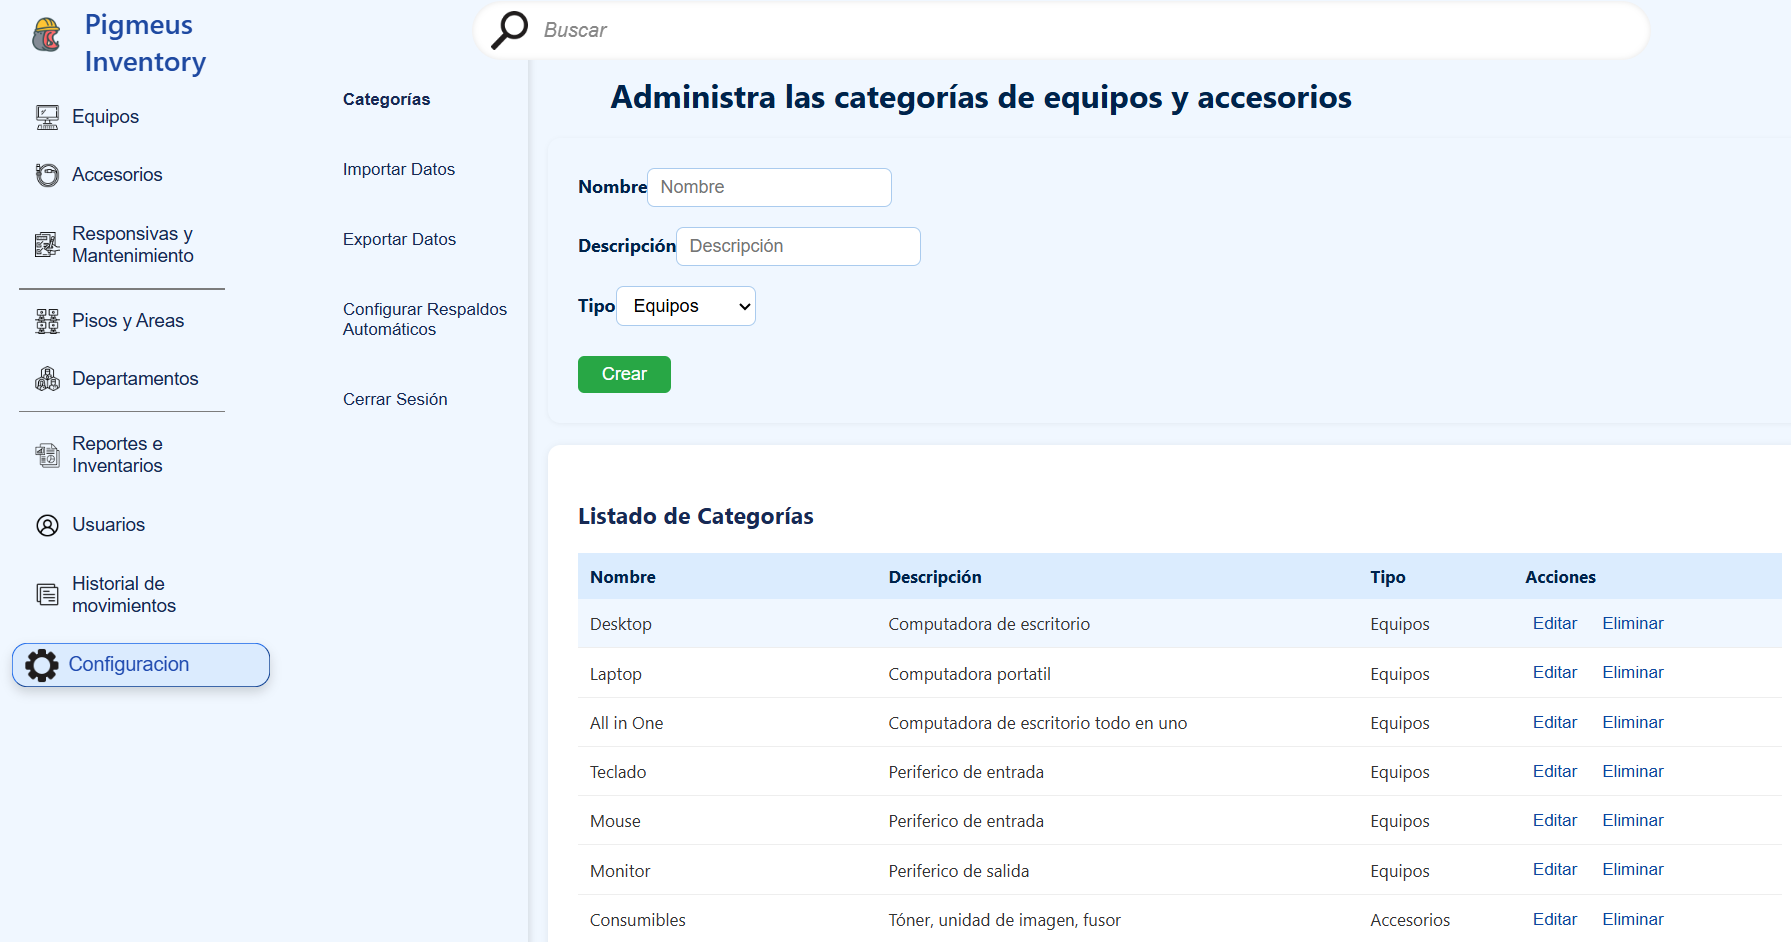 Pigmeus
Inventory
Buscar
Equipos
Accesorios
Responsivas y
Mantenimiento
Pisos y Areas
Departamentos
Reportes e
Inventarios
Usuarios
Historial de
movimientos
Configuracion
Categorías
Importar Datos
Exportar Datos
Configurar Respaldos
Automáticos
Cerrar Sesión
Administra las categorías de equipos y accesorios
Nombre Nombre
Descripción Descripción
Tipo Equipos
Crear
Listado de Categorías
Nombre Descripción Tipo Acciones
Desktop Computadora de escritorio Equipos Editar Eliminar
Laptop Computadora portatil Equipos Editar Eliminar
All in One Computadora de escritorio todo en uno Equipos Editar Eliminar
Teclado Periferico de entrada Equipos Editar Eliminar
Mouse Periferico de entrada Equipos Editar Eliminar
Monitor Periferico de salida Equipos Editar Eliminar
Consumibles Tóner, unidad de imagen, fusor Accesorios Editar Eliminar